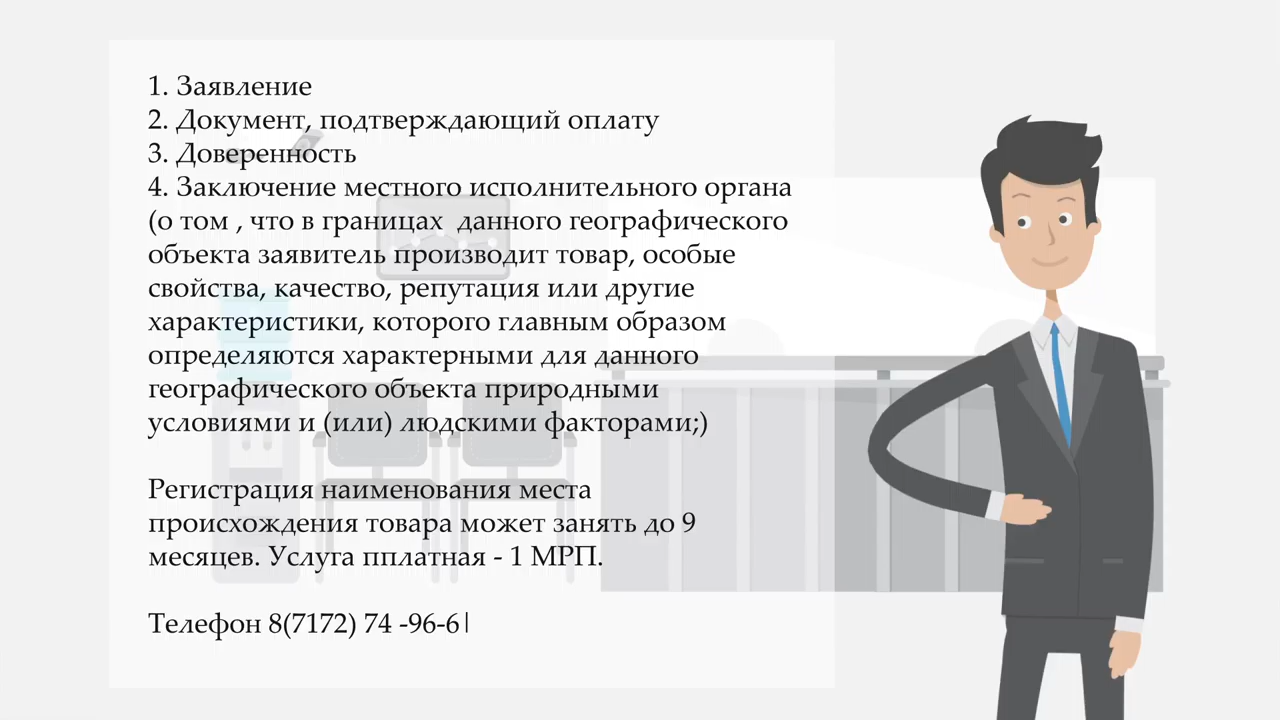 1. Заявление
2. Документ, подтверждающий оплату
3. Доверенность
4. Заключение местного исполнительного органа
(о том , что в границах  данного географического
объекта заявитель производит товар, особые
свойства, качество, репутация или другие
характеристики, которого главным образом
определяются характерными для данного
географического объекта природными
условиями и (или) людскими факторами;)
Регистрация наименования места
происхождения товара может занять до 9
месяцев. Услуга пплатная - 1 МРП.
Телефон 8(7172) 74 -96-6|